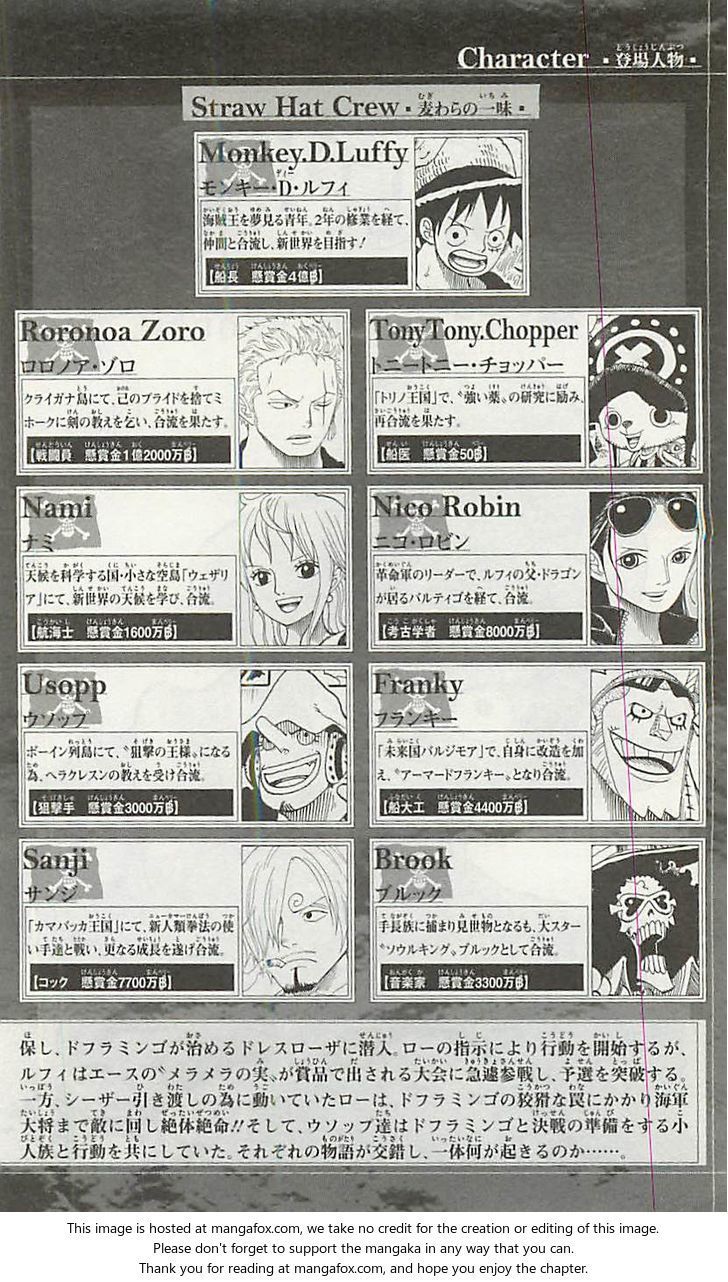 Character ・登場人物・
Straw Hat Crew・麦わらの一味・
Monkey.D.Luffy
モンキー・D・ルフィ
海賊王を夢見る青年。2年の修業を経て、
仲間と合流し、新世界を目指す!
【船長 懸賞金4億฿】
Roronoa Zoro
ロロノア・ゾロ
クライガナ島にて、己のプライドを捨てミ
ホークに剣の教えを乞い、合流を果たす。
【戦闘員 懸賞金1億2000万฿】
TonyTony.Chopper
トニートニー・チョッパー
「トリノ王国」で、〝強い薬〟の研究に励み、
再合流を果たす。
【船医 懸賞金50฿】
Nami
ナミ
天候を科学する国・小さな空島「ウェザリ
ア」にて、新世界の天候を学び、合流。
【航海士 懸賞金1600万฿】
Nico Robin
ニコ・ロビン
革命軍のリーダーで、ルフィの父・ドラゴン
が居るバルティゴを経て、合流。
【考古学者 懸賞金8000万฿】
Usopp
ウソップ
ボーイン列島にて、〝狙撃の王様〟になる
為、ヘラクレスンの教えを受け合流。
【狙撃手 懸賞金3000万฿】
Franky
フランキー
「未来国バルジモア」で、自身に改造を加
え、〝アーマードフランキー〟となり合流。
【船大工 懸賞金4400万฿】
Sanji
サンジ
「カマバッカ王国」にて、新人類拳法の使
い手達と戦い、更なる成長を遂げ合流。
【コック 懸賞金7700万฿】
Brook
ブルック
手長族に捕まり見世物となるも、大スター
〝ソウルキング〟ブルックとして合流。
【音楽家 懸賞金3300万฿】
保し、ドフラミンゴが治めるドレスローザに潜入。ローの指示により行動を開始するが、
ルフィはエースの〝メラメラの実〟が賞品で出される大会に急遽参戦し、予選を突破する。
一方、シーザー引き渡しの為に動いていたローは、ドフラミンゴの狡猾な罠にかかり海軍
大将まで敵に回し絶体絶命!!そして、ウソップ達はドフラミンゴと決戦の準備をする小
人族と行動を共にしていた。それぞれの物語が交錯し、一体何が起きるのか……。
This image is hosted at mangafox.com, we take no credit for the creation or editing of this image.
Please don't forget to support the mangaka in any way that you can.
Thank you for reading at mangafox.com, and hope you enjoy the chapter.